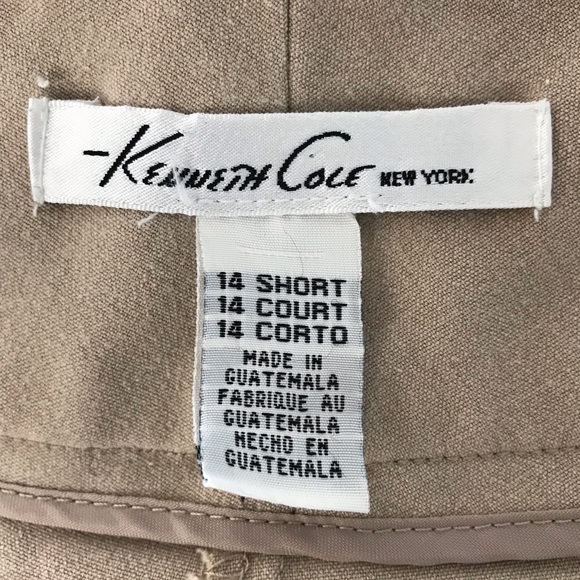 Kenneth Cole NEW YORK
14 SHORT
14 COURT
14 CORTO
MADE IN
GUATEMALA
FABRIQUE AU
GUATEMALA
HECHO EN
GUATEMALA